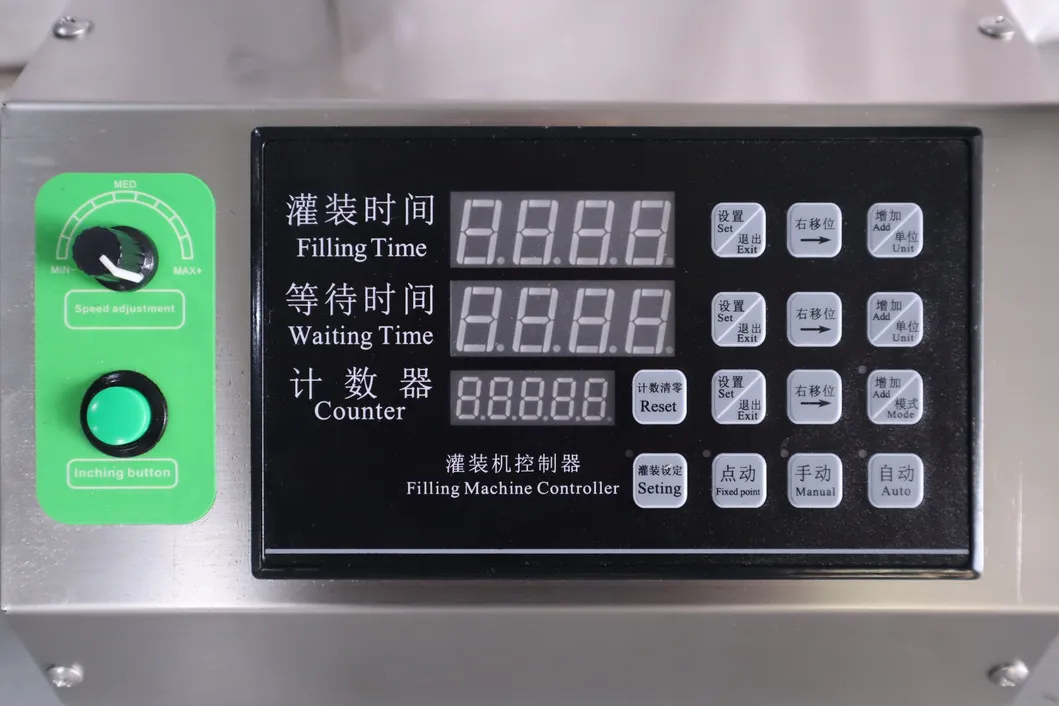 MED
MIN-
MAX+
Speed adjustment
Inching button
灌装时间
Filling Time
设置
Set
退出
Exit
右移位
增加
Add
单位
Unit
等待时间
Waiting Time
设置
Set
退出
Exit
右移位
增加
Add
单位
Unit
计数器
Counter
计数清零
Reset
设置
Set
退出
Exit
右移位
增加
Add
模式
Mode
灌装机控制器
Filling Machine Controller
灌装设定
Seting
点动
Fixed point
手动
Manual
自动
Auto